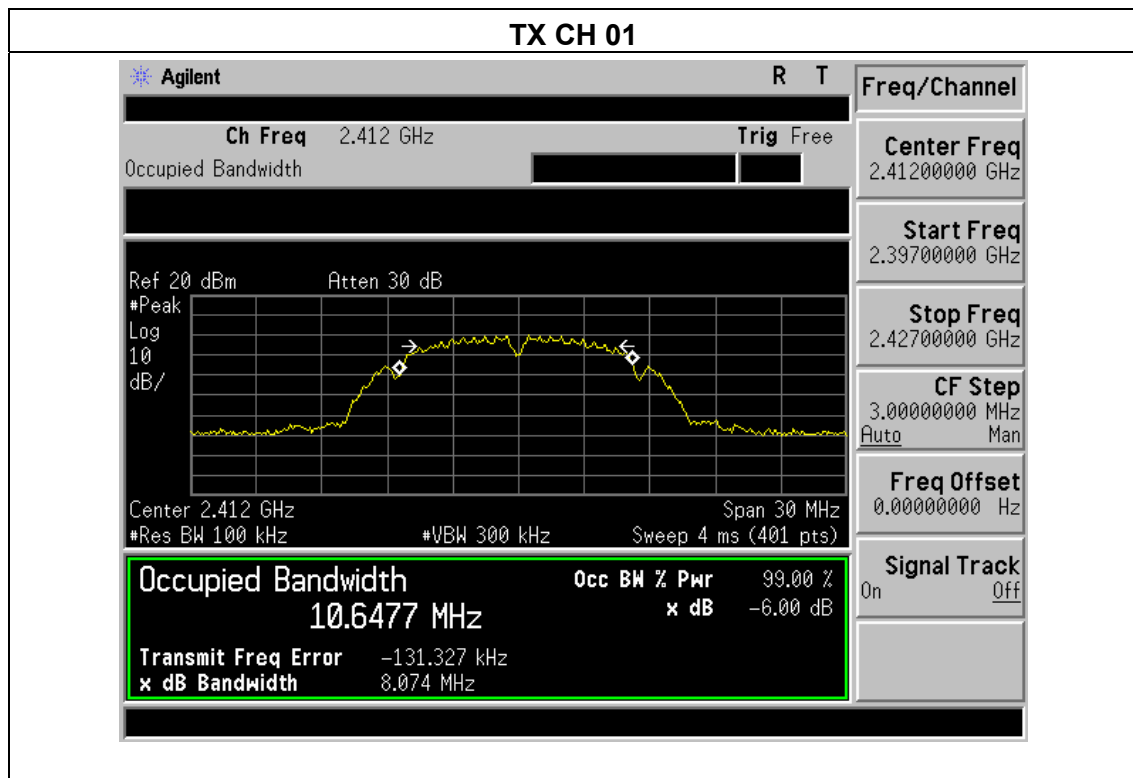 TX CH 01
Agilent
R T
Ch Freq 2.412 GHz
Trig Free
Occupied Bandwidth
Ref 20 dBm
Atten 30 dB
#Peak
Log
10
dB/
Center 2.412 GHz
Span 30 MHz
#Res BW 100 kHz
#VBW 300 kHz
Sweep 4 ms (401 pts)
Occupied Bandwidth
10.6477 MHz
Occ BW % Pwr 99.00 %
x dB -6.00 dB
Transmit Freq Error -131.327 kHz
x dB Bandwidth 8.074 MHz
Freq/Channel
Center Freq
2.41200000 GHz
Start Freq
2.39700000 GHz
Stop Freq
2.42700000 GHz
CF Step
3.00000000 MHz
Auto Man
Freq Offset
0.00000000 Hz
Signal Track
On Off